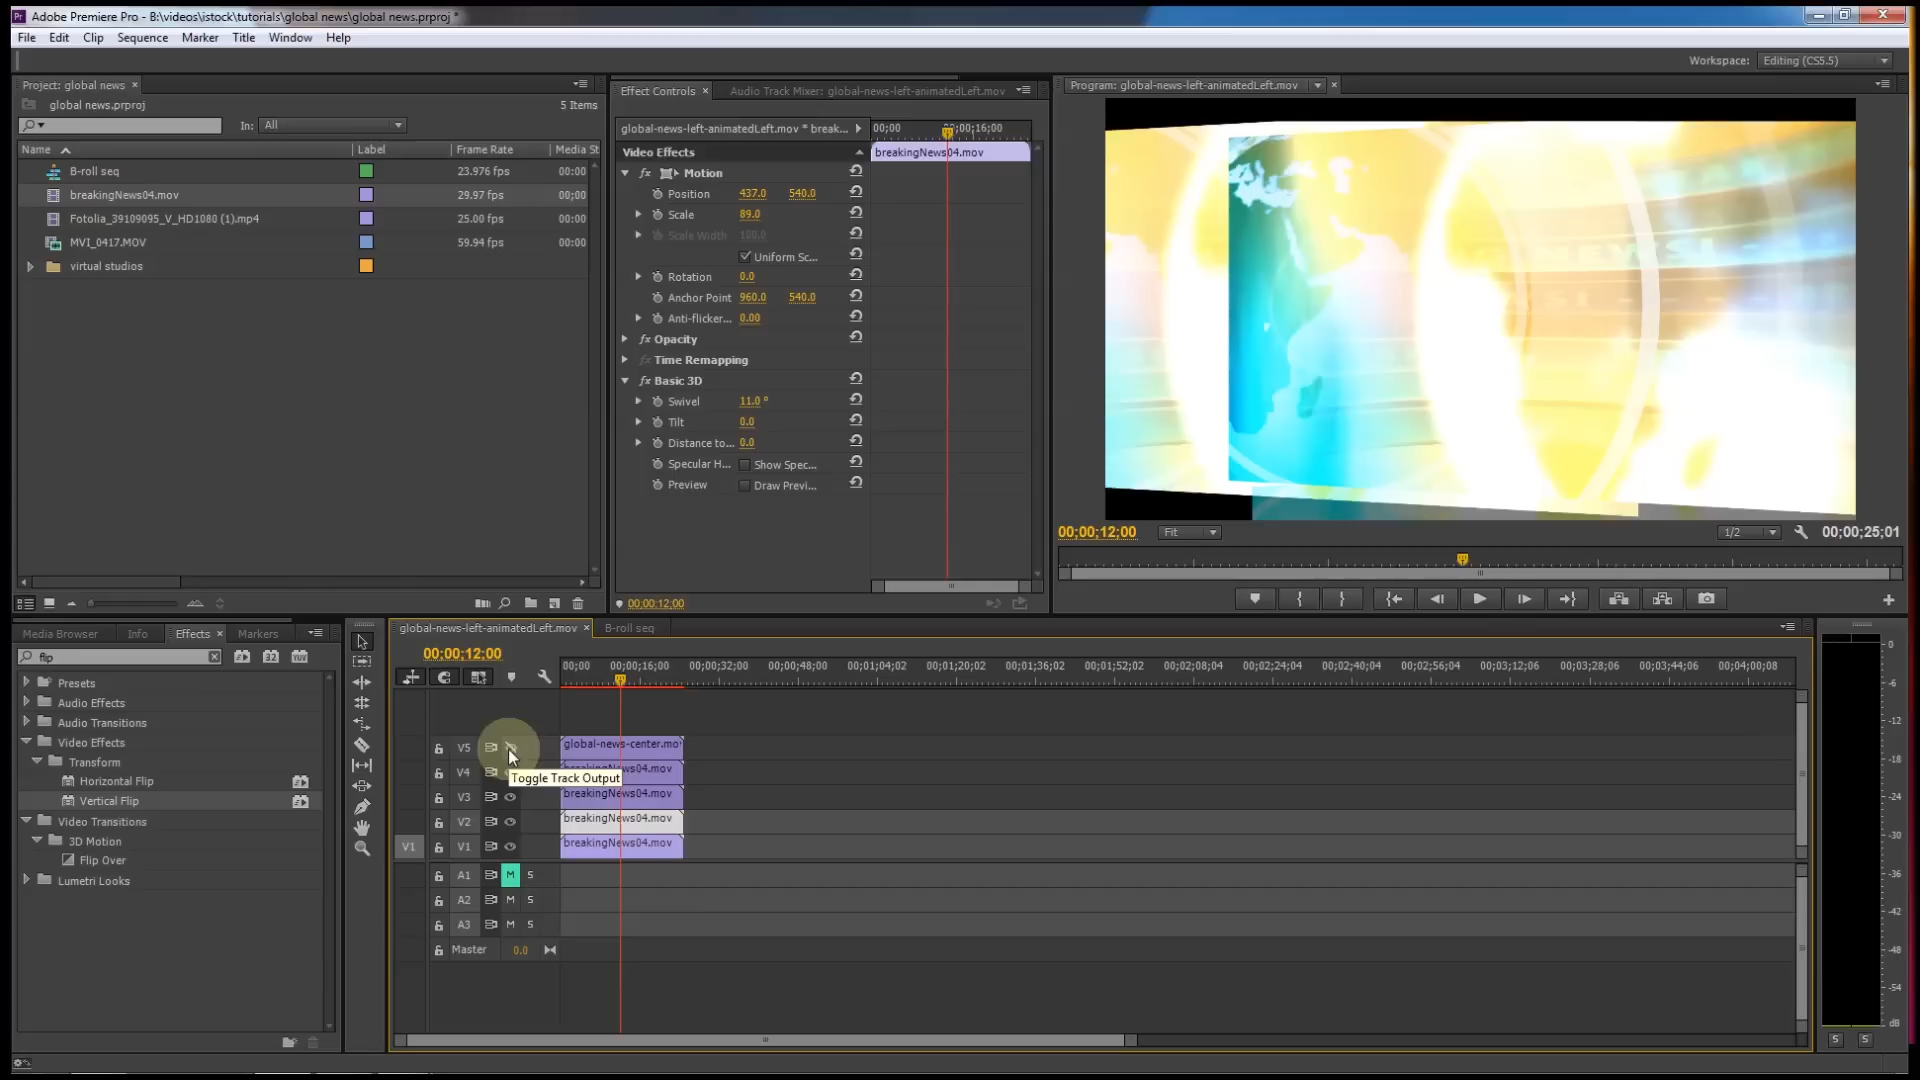 Adobe Premiere Pro - B:\videos\istock\tutorials\global news\global news.prproj *
File Edit Clip Sequence Marker Title Window Help
Workspace: Editing (CS5.5)
Project: global news
global news.prproj
5 Items
In: All
Name Label Frame Rate Media St
B-roll seq 23.976 fps 00:00
breakingNews04.mov 29.97 fps 00;00
Fotolia_39109095_V_HD1080 (1).mp4 25.00 fps 00:00
MVI_0417.MOV 59.94 fps 00:00
virtual studios
Effect Controls
Audio Track Mixer: global-news-left-animatedLeft.mov
global-news-left-animatedLeft.mov * break...
00;00 00;00;16;00
Video Effects
breakingNews04.mov
fx Motion
Position 437.0 540.0
Scale 89.0
Scale Width 100.0
Uniform Sc...
Rotation 0.0
Anchor Point 960.0 540.0
Anti-flicker... 0.00
fx Opacity
fx Time Remapping
fx Basic 3D
Swivel 11.0 °
Tilt 0.0
Distance to... 0.0
Specular H... Show Spec...
Preview Draw Previ...
00;00;12;00
Program: global-news-left-animatedLeft.mov
NEWS
00;00;12;00
Fit
1/2
00;00;25;01
Media Browser Info Effects Markers
flip
32 YUV
Presets
Audio Effects
Audio Transitions
Video Effects
Transform
Horizontal Flip
Vertical Flip
Video Transitions
3D Motion
Flip Over
Lumetri Looks
global-news-left-animatedLeft.mov B-roll seq
00;00;12;00
00;00 00;00;16;00 00;00;32;00 00;00;48;00 00;01;04;02 00;01;20;02 00;01;36;02 00;01;52;02 00;02;08;04 00;02;24;04 00;02;40;04 00;02;56;04 00;03;12;06 00;03;28;06 00;03;44;06 00;04;00;08
V5 global-news-center.mo
V4 breakingNews04.mov
Toggle Track Output
V3 breakingNews04.mov
V2 breakingNews04.mov
V1 V1 breakingNews04.mov
A1 M S
A2 M S
A3 M S
Master 0.0
0
-6
-12
-18
-24
-30
-36
-42
-48
-54
dB
S S